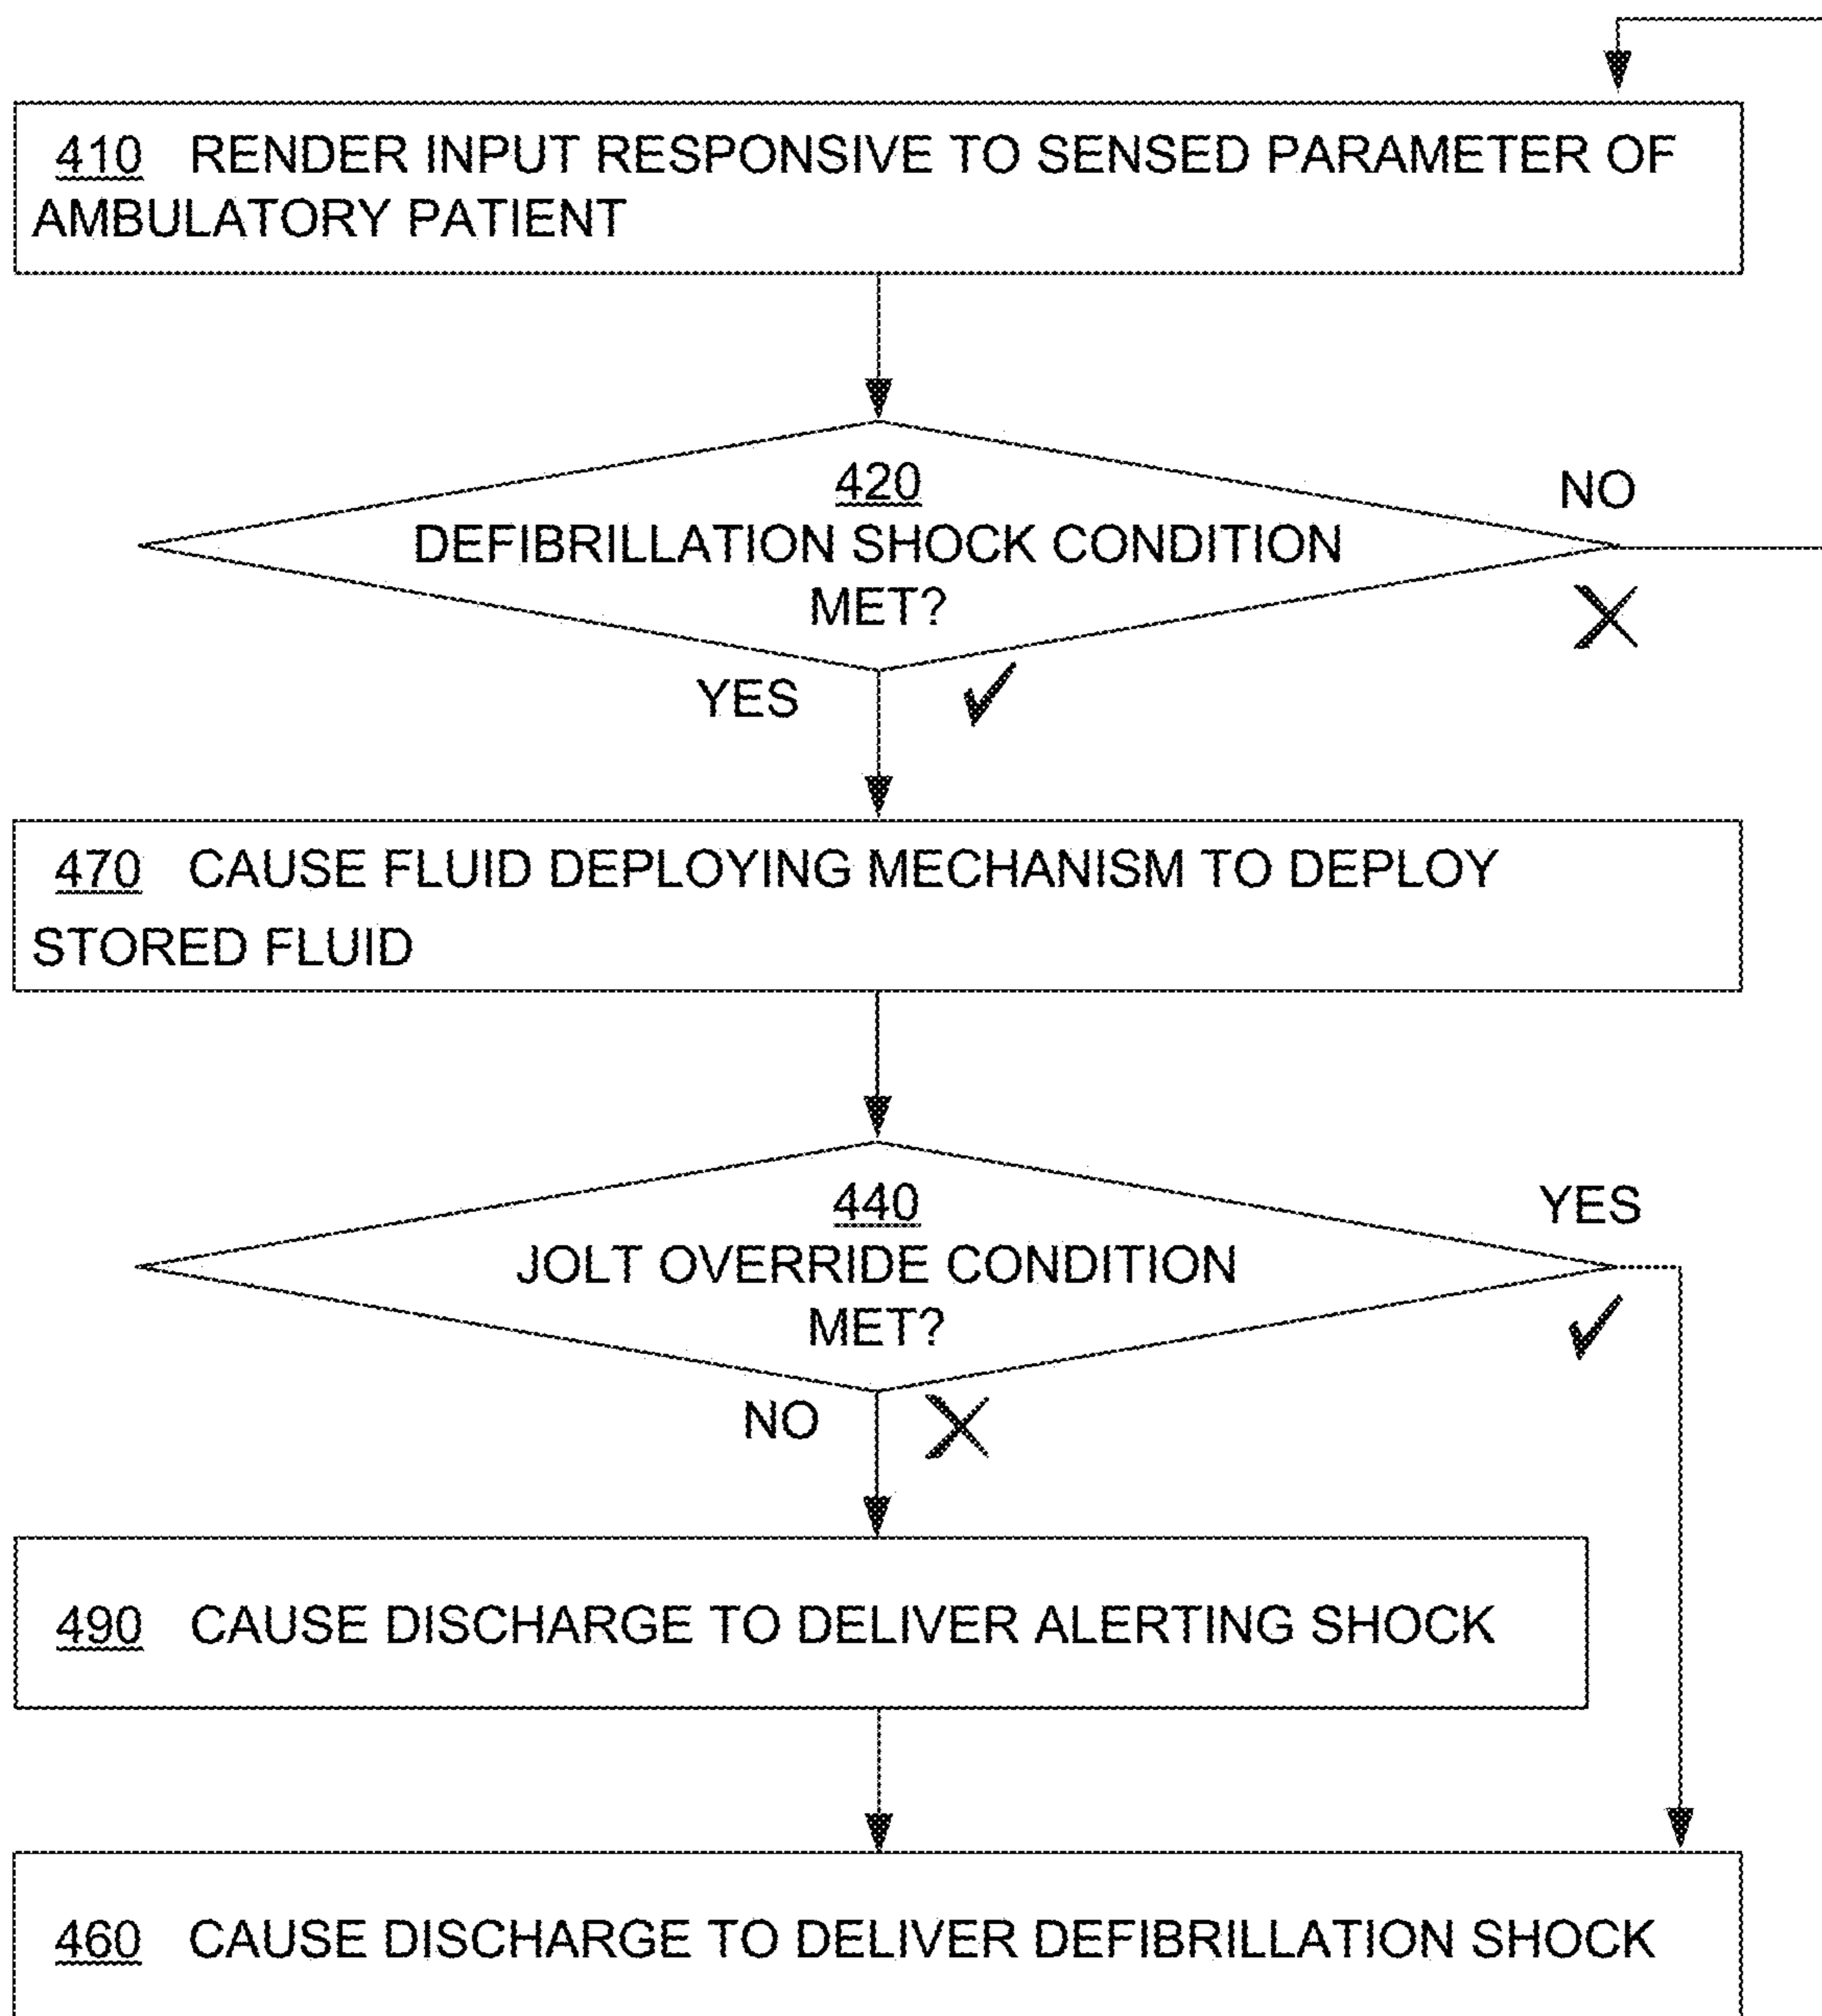 410 RENDER INPUT RESPONSIVE TO SENSED PARAMETER OF
AMBULATORY PATIENT
420
DEFIBRILLATION SHOCK CONDITION
MET?
NO
YES
470 CAUSE FLUID DEPLOYING MECHANISM TO DEPLOY
STORED FLUID
440
JOLT OVERRIDE CONDITION
MET?
YES
NO
490 CAUSE DISCHARGE TO DELIVER ALERTING SHOCK
460 CAUSE DISCHARGE TO DELIVER DEFIBRILLATION SHOCK